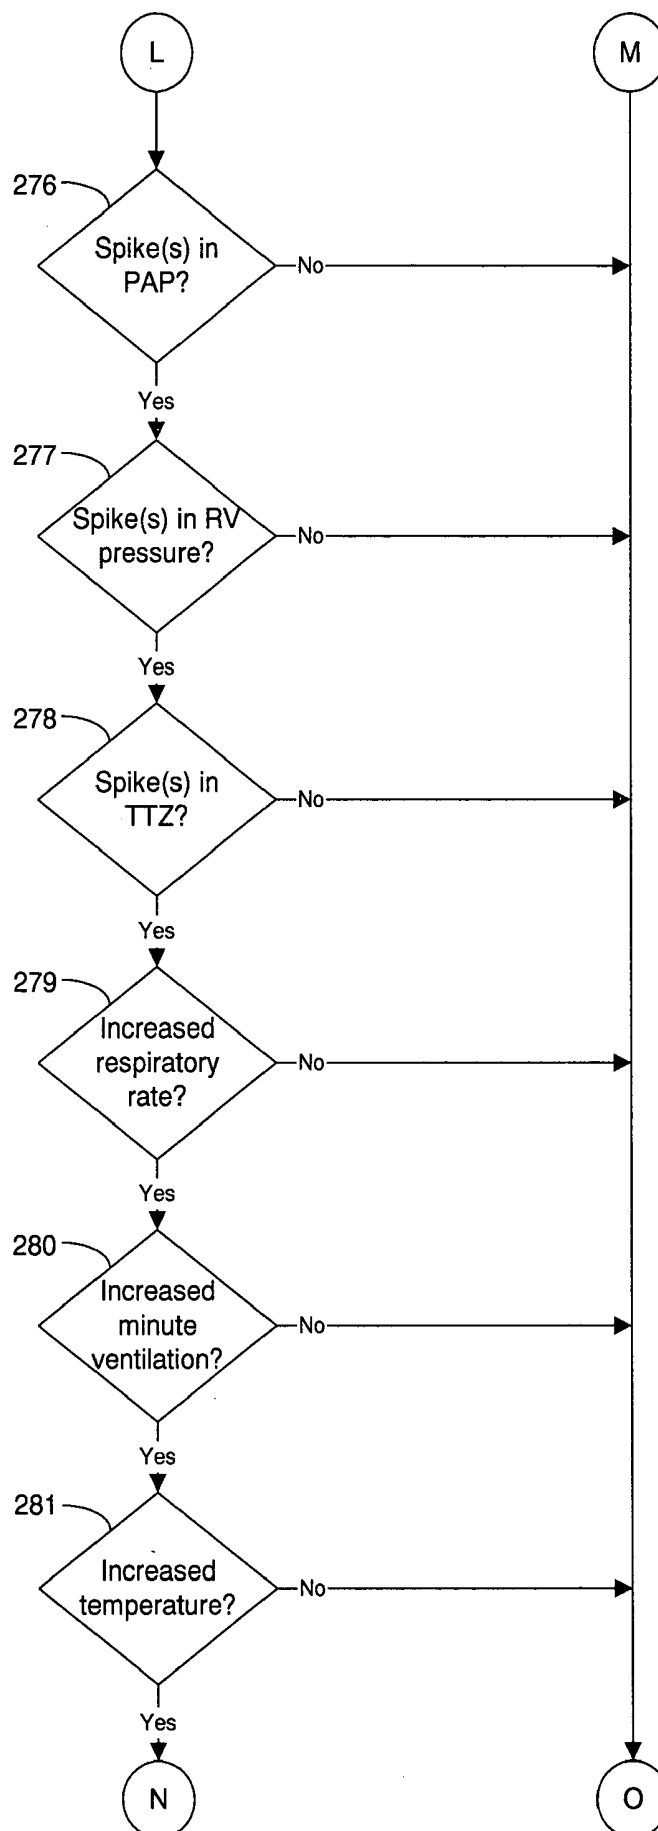 L
M
276
Spike(s) in
PAP?
No
Yes
277
Spike(s) in RV
pressure?
No
Yes
278
Spike(s) in
TTZ?
No
Yes
279
Increased
respiratory
rate?
No
Yes
280
Increased
minute
ventilation?
No
Yes
281
Increased
temperature?
No
Yes
N
O